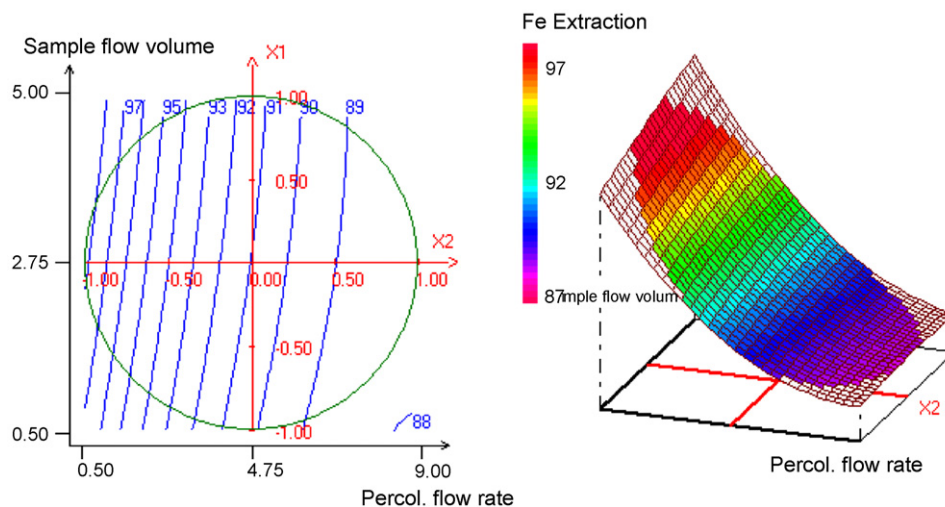 Sample flow volume
X1
5.00
97 95 93 92 91 90 89
1.00
0.50
X2
2.75
-1.00 -0.50 0.00 0.50 1.00
-0.50
-1.00
88
0.50
0.50 4.75 9.00
Percol. flow rate
Fe Extraction
97
92
87
mple flow volum
X2
Percol. flow rate